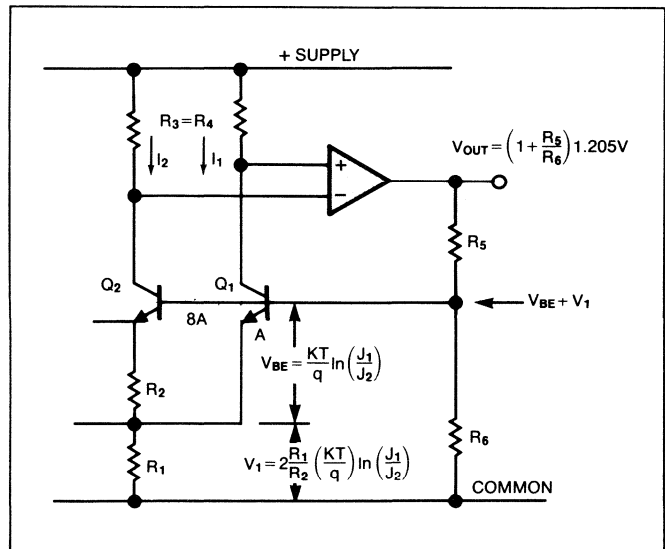 + SUPPLY
R3 = R4
I2
I1
+
−
VOUT = (1 + R5/R6) 1.205V
R5
Q2
Q1
8A
A
VBE + V1
VBE = KT/q ln (J1/J2)
R2
R6
R1
V1 = 2 R1/R2 (KT/q) ln (J1/J2)
COMMON